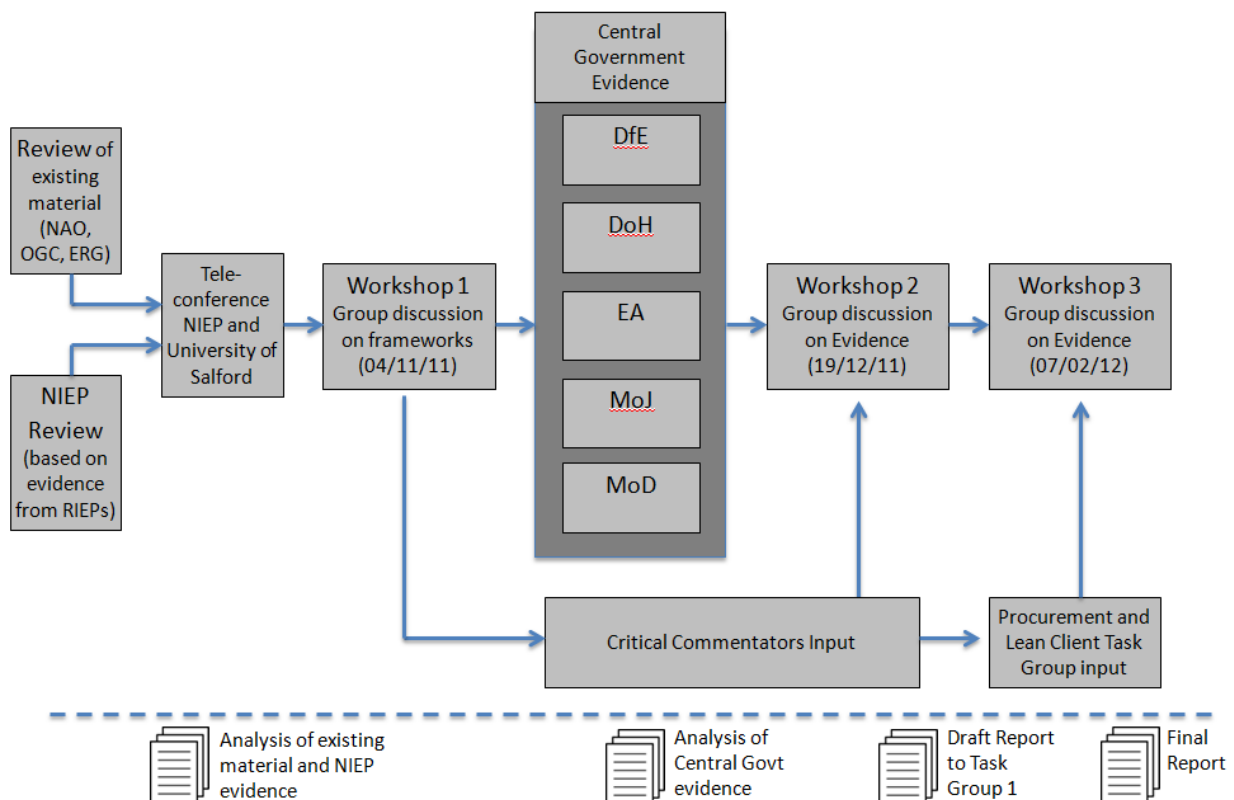 Central
Government
Evidence
DfE
DoH
EA
MoJ
MoD
Review of
existing
material
(NAO,
OGC, ERG)
NIEP
Review
(based on
evidence
from RIEPs)
Tele-
conference
NIEP and
University of
Salford
Workshop 1
Group discussion
on frameworks
(04/11/11)
Workshop 2
Group discussion
on Evidence
(19/12/11)
Workshop 3
Group discussion
on Evidence
(07/02/12)
Critical Commentators Input
Procurement and
Lean Client Task
Group input
Analysis of existing
material and NIEP
evidence
Analysis of
Central Govt
evidence
Draft Report
to Task
Group 1
Final
Report